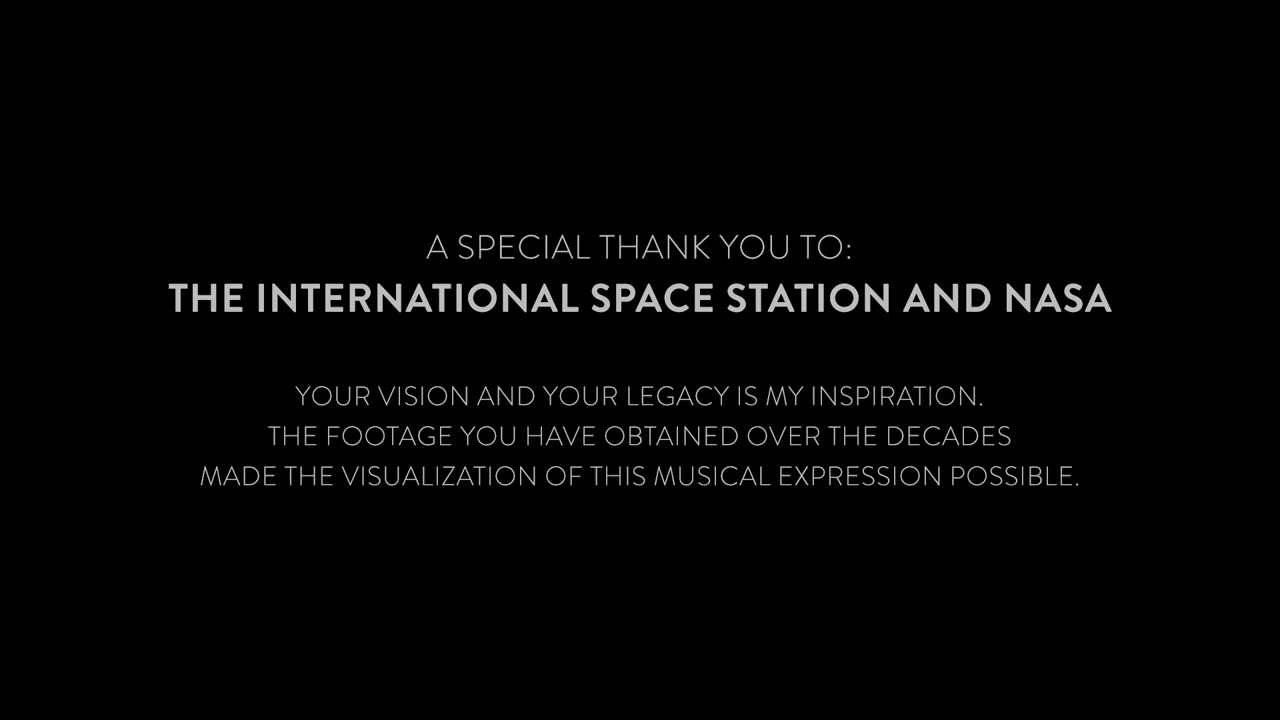 A SPECIAL THANK YOU TO:
THE INTERNATIONAL SPACE STATION AND NASA
YOUR VISION AND YOUR LEGACY IS MY INSPIRATION.
THE FOOTAGE YOU HAVE OBTAINED OVER THE DECADES
MADE THE VISUALIZATION OF THIS MUSICAL EXPRESSION POSSIBLE.